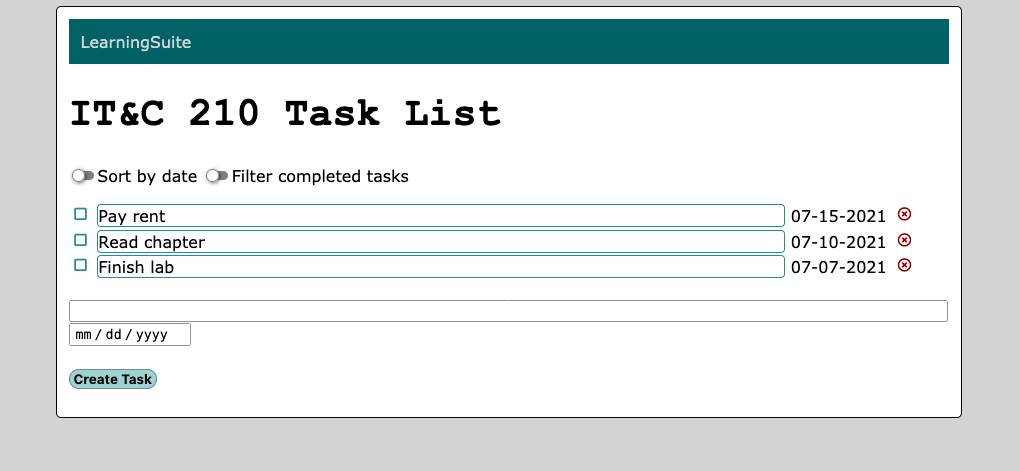 LearningSuite
IT&C 210 Task List
Sort by date Filter completed tasks
Pay rent 07-15-2021
Read chapter 07-10-2021
Finish lab 07-07-2021
mm / dd / yyyy
Create Task